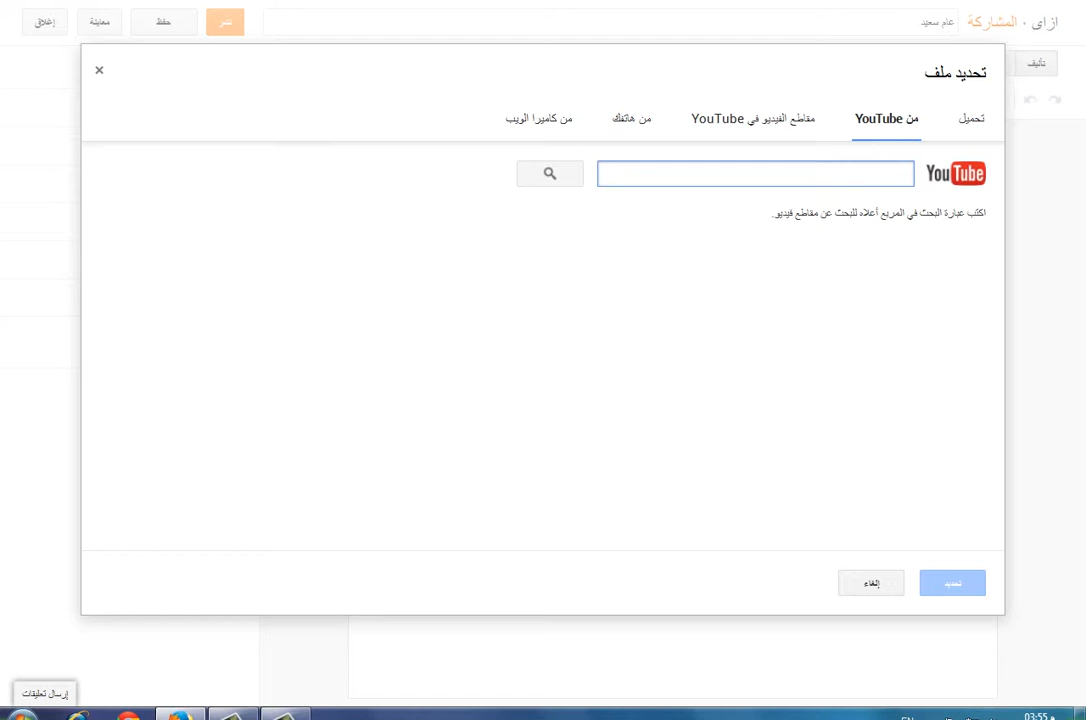 ازاى · المشاركة عام سعيد نشر حفظ معاينة إغلاق
تأليف
تحديد ملف
تحميل من YouTube مقاطع الفيديو في YouTube من هاتفك من كاميرا الويب
YouTube
اكتب عبارة البحث في المربع أعلاه للبحث عن مقاطع فيديو.
تحديد إلغاء
إرسال تعليقات
EN 03:55